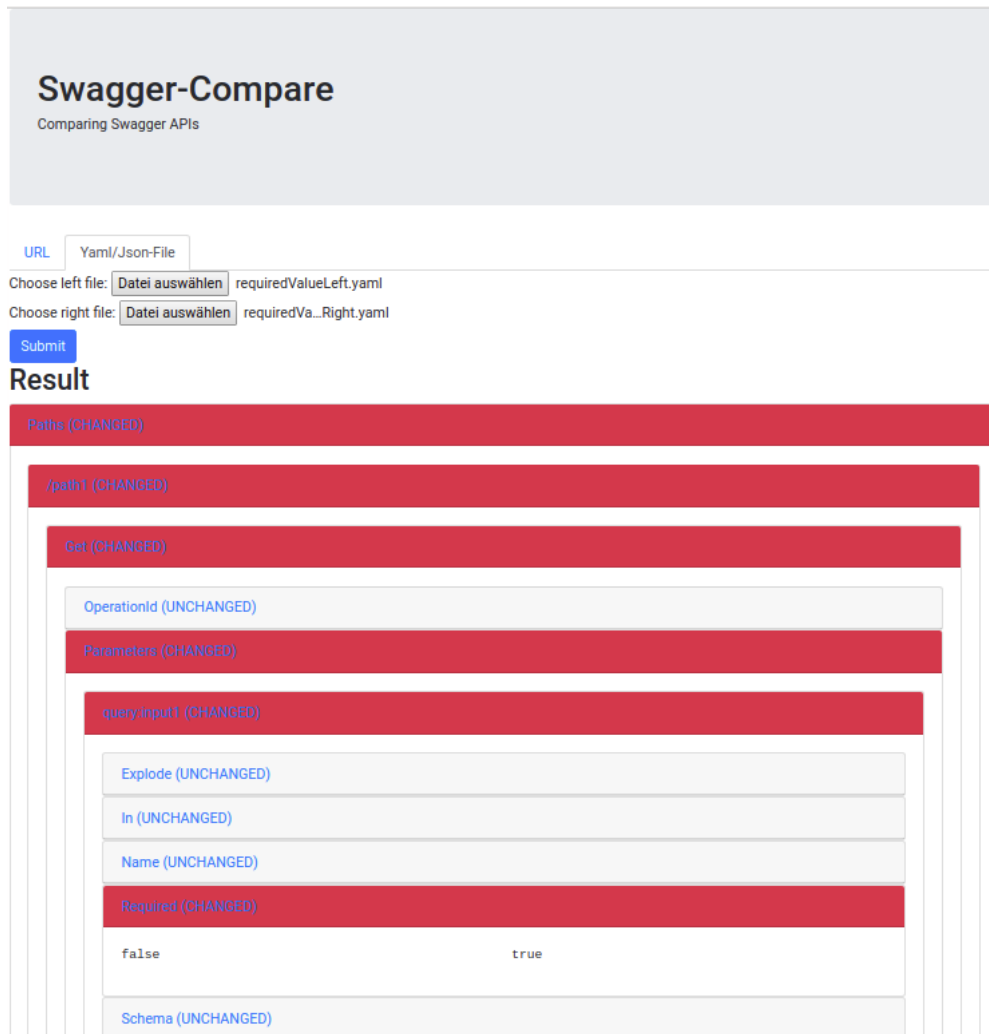 Swagger-Compare
Comparing Swagger APIs
URL Yaml/Json-File
Choose left file: Datei auswählen requiredValueLeft.yaml
Choose right file: Datei auswählen requiredVa...Right.yaml
Submit
Result
Paths (CHANGED)
/path1 (CHANGED)
Get (CHANGED)
OperationId (UNCHANGED)
Parameters (CHANGED)
query:input1 (CHANGED)
Explode (UNCHANGED)
In (UNCHANGED)
Name (UNCHANGED)
Required (CHANGED)
false true
Schema (UNCHANGED)